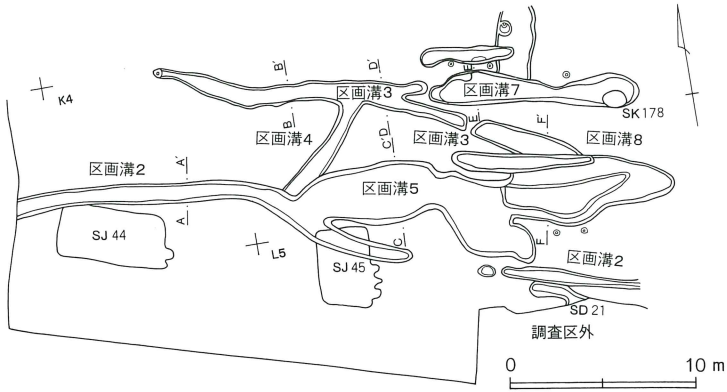 B'
D'
E'
K4
区画溝3
区画溝7
SK178
区画溝4
B
D
区画溝3
E
F'
区画溝8
区画溝2
A'
C'
区画溝5
A
SJ 44
L5
SJ 45
C
F
区画溝2
SD 21
調査区外
0
10 m